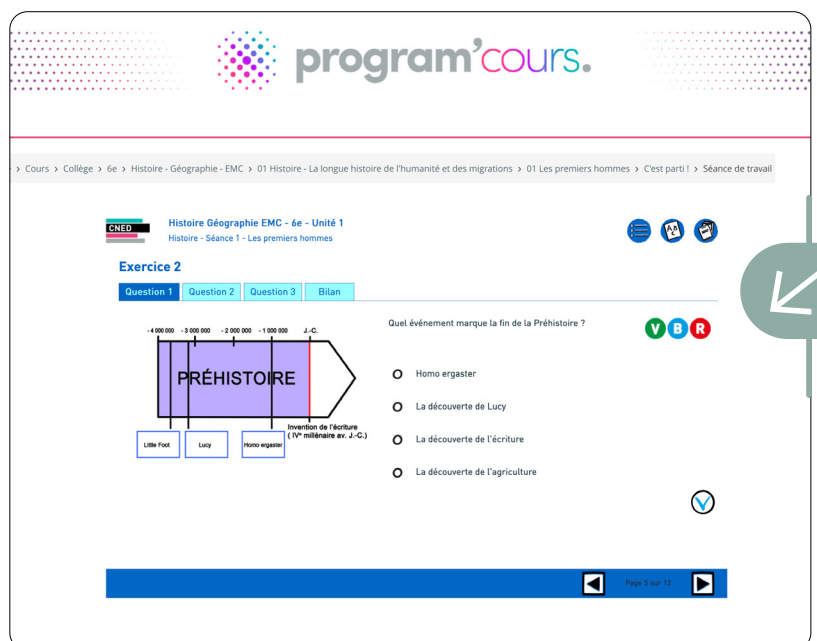 program'cours.
› Cours › Collège › 6e › Histoire - Géographie - EMC › 01 Histoire - La longue histoire de l'humanité et des migrations › 01 Les premiers hommes › C'est parti ! › Séance de travail
CNED
Histoire Géographie EMC - 6e - Unité 1
Histoire - Séance 1 - Les premiers hommes
A B C
Exercice 2
Question 1 Question 2 Question 3 Bilan
Quel événement marque la fin de la Préhistoire ?
V B R
- 4 000 000 - 3 000 000 - 2 000 000 - 1 000 000 J.-C.
PRÉHISTOIRE
Invention de l'écriture
( IVᵉ millénaire av. J.-C.)
Little Foot Lucy Homo ergaster
Homo ergaster
La découverte de Lucy
La découverte de l'écriture
La découverte de l'agriculture
Page 5 sur 12